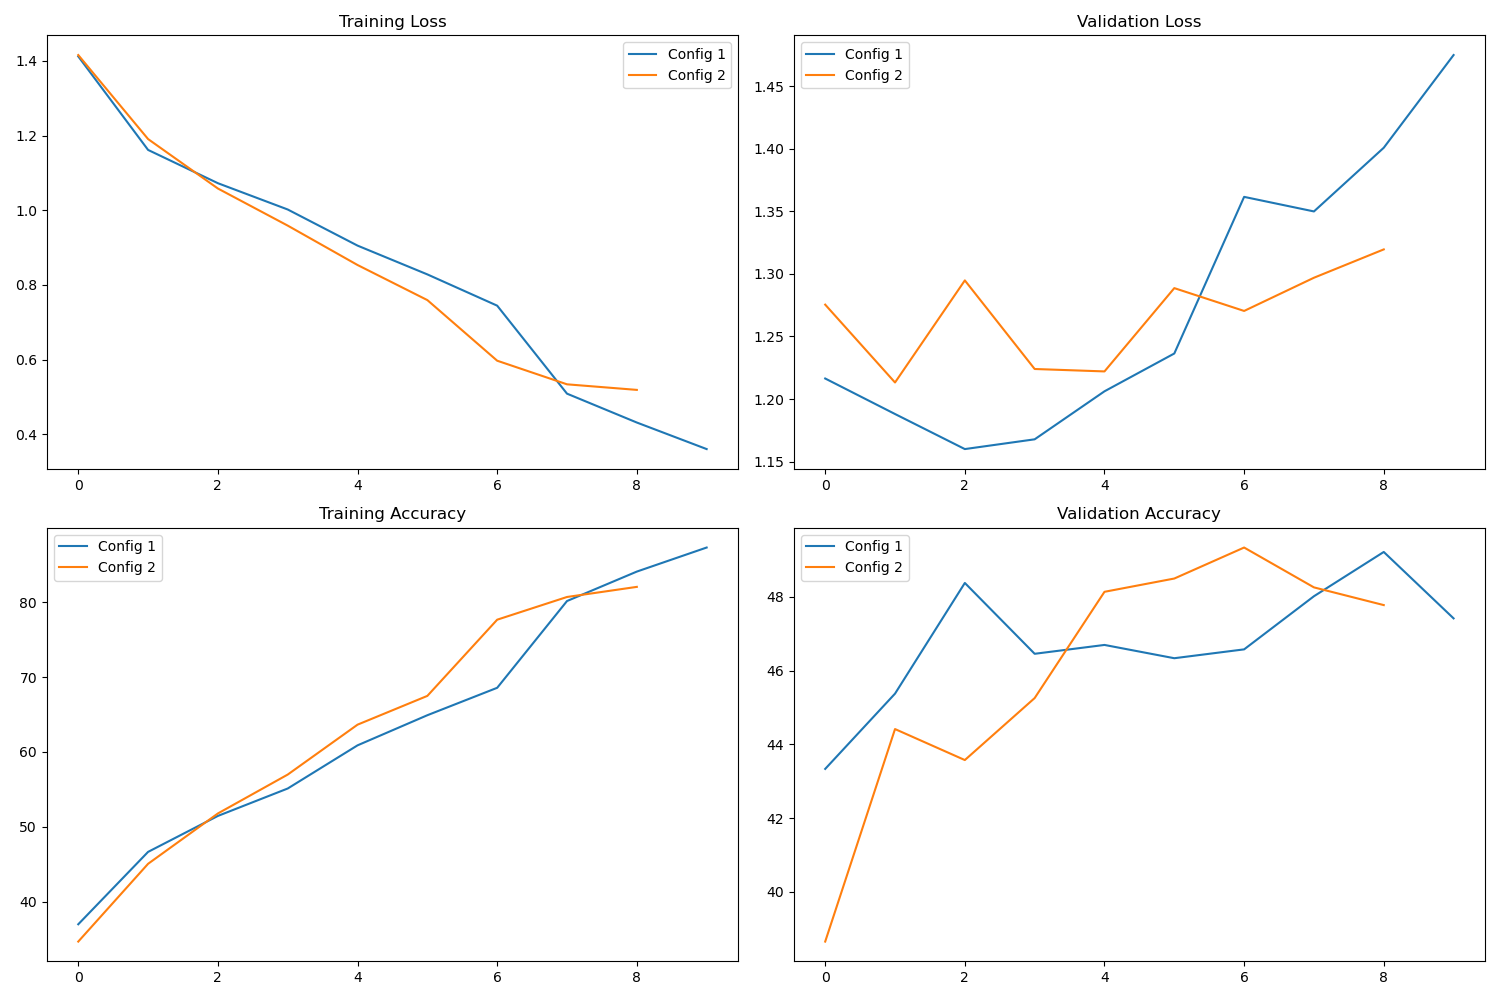 Training Loss
Config 1
Config 2
1.4
1.2
1.0
0.8
0.6
0.4
0 2 4 6 8
Validation Loss
Config 1
Config 2
1.45
1.40
1.35
1.30
1.25
1.20
1.15
0 2 4 6 8
Training Accuracy
Config 1
Config 2
80
70
60
50
40
0 2 4 6 8
Validation Accuracy
Config 1
Config 2
48
46
44
42
40
0 2 4 6 8